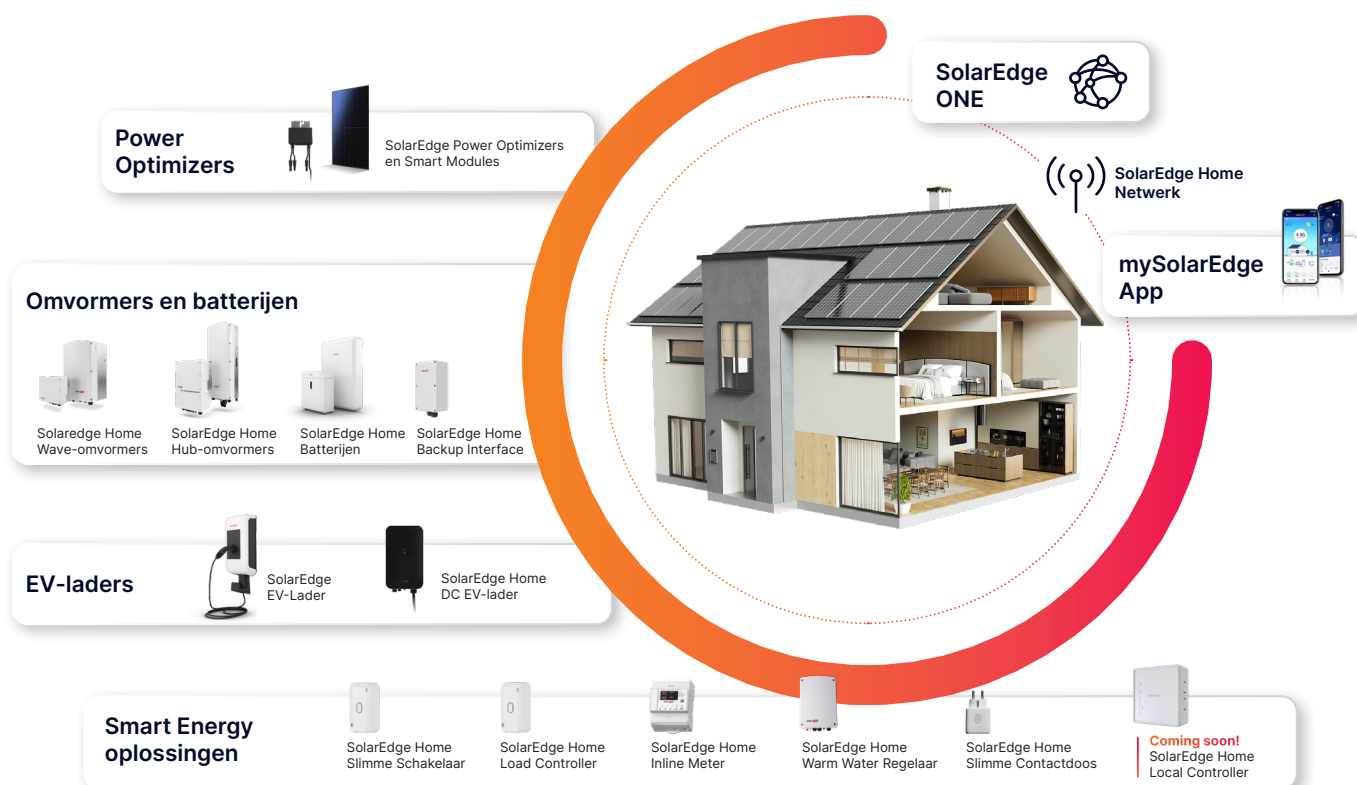 SolarEdge
ONE
SolarEdge Home
Netwerk
mySolarEdge
App
Power
Optimizers
SolarEdge Power Optimizers
en Smart Modules
Omvormers en batterijen
Solaredge Home
Wave-omvormers
SolarEdge Home
Hub-omvormers
SolarEdge Home
Batterijen
SolarEdge Home
Backup Interface
EV-laders
SolarEdge
EV-Lader
SolarEdge Home
DC EV-lader
Smart Energy
oplossingen
SolarEdge Home
Slimme Schakelaar
SolarEdge Home
Load Controller
SolarEdge Home
Inline Meter
SolarEdge Home
Warm Water Regelaar
SolarEdge Home
Slimme Contactdoos
Coming soon!
SolarEdge Home
Local Controller